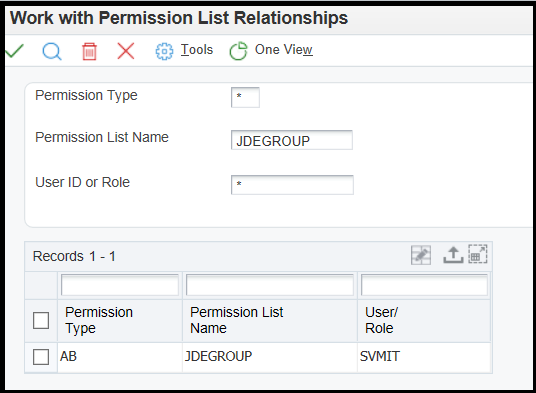 Work with Permission List Relationships
Tools One View
Permission Type *
Permission List Name JDEGROUP
User ID or Role *
Records 1 - 1
Permission Type Permission List Name User/ Role
AB JDEGROUP SVMIT